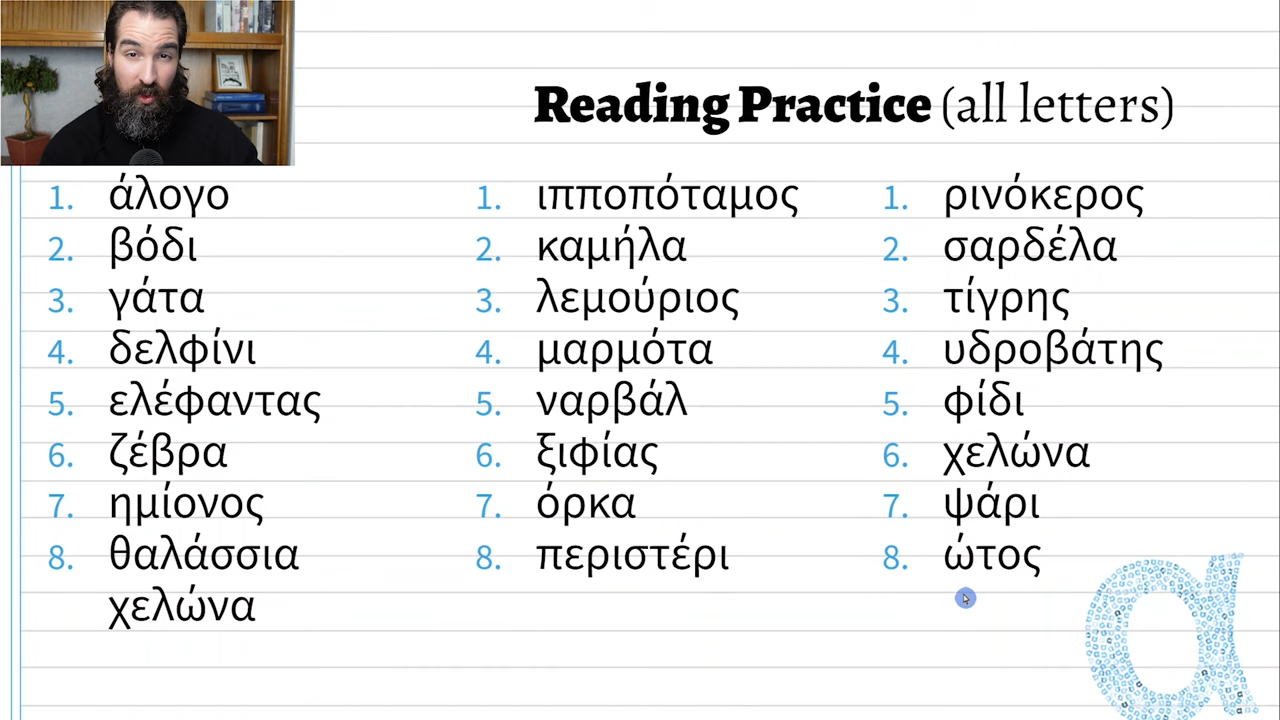 Reading Practice (all letters)
1. άλογο
2. βόδι
3. γάτα
4. δελφίνι
5. ελέφαντας
6. ζέβρα
7. ημίονος
8. θαλάσσια
χελώνα
1. ιπποπόταμος
2. καμήλα
3. λεμούριος
4. μαρμότα
5. ναρβάλ
6. ξιφίας
7. όρκα
8. περιστέρι
1. ρινόκερος
2. σαρδέλα
3. τίγρης
4. υδροβάτης
5. φίδι
6. χελώνα
7. ψάρι
8. ώτος
α